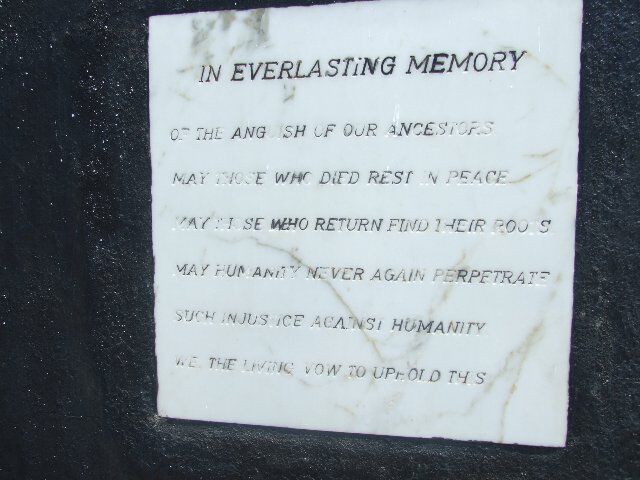 IN EVERLASTING MEMORY
OF THE ANGUISH OF OUR ANCESTORS
MAY THOSE WHO DIED REST IN PEACE
MAY THOSE WHO RETURN FIND THEIR ROOTS
MAY HUMANITY NEVER AGAIN PERPETRATE
SUCH INJUSTICE AGAINST HUMANITY
WE, THE LIVING, VOW TO UPHOLD THIS